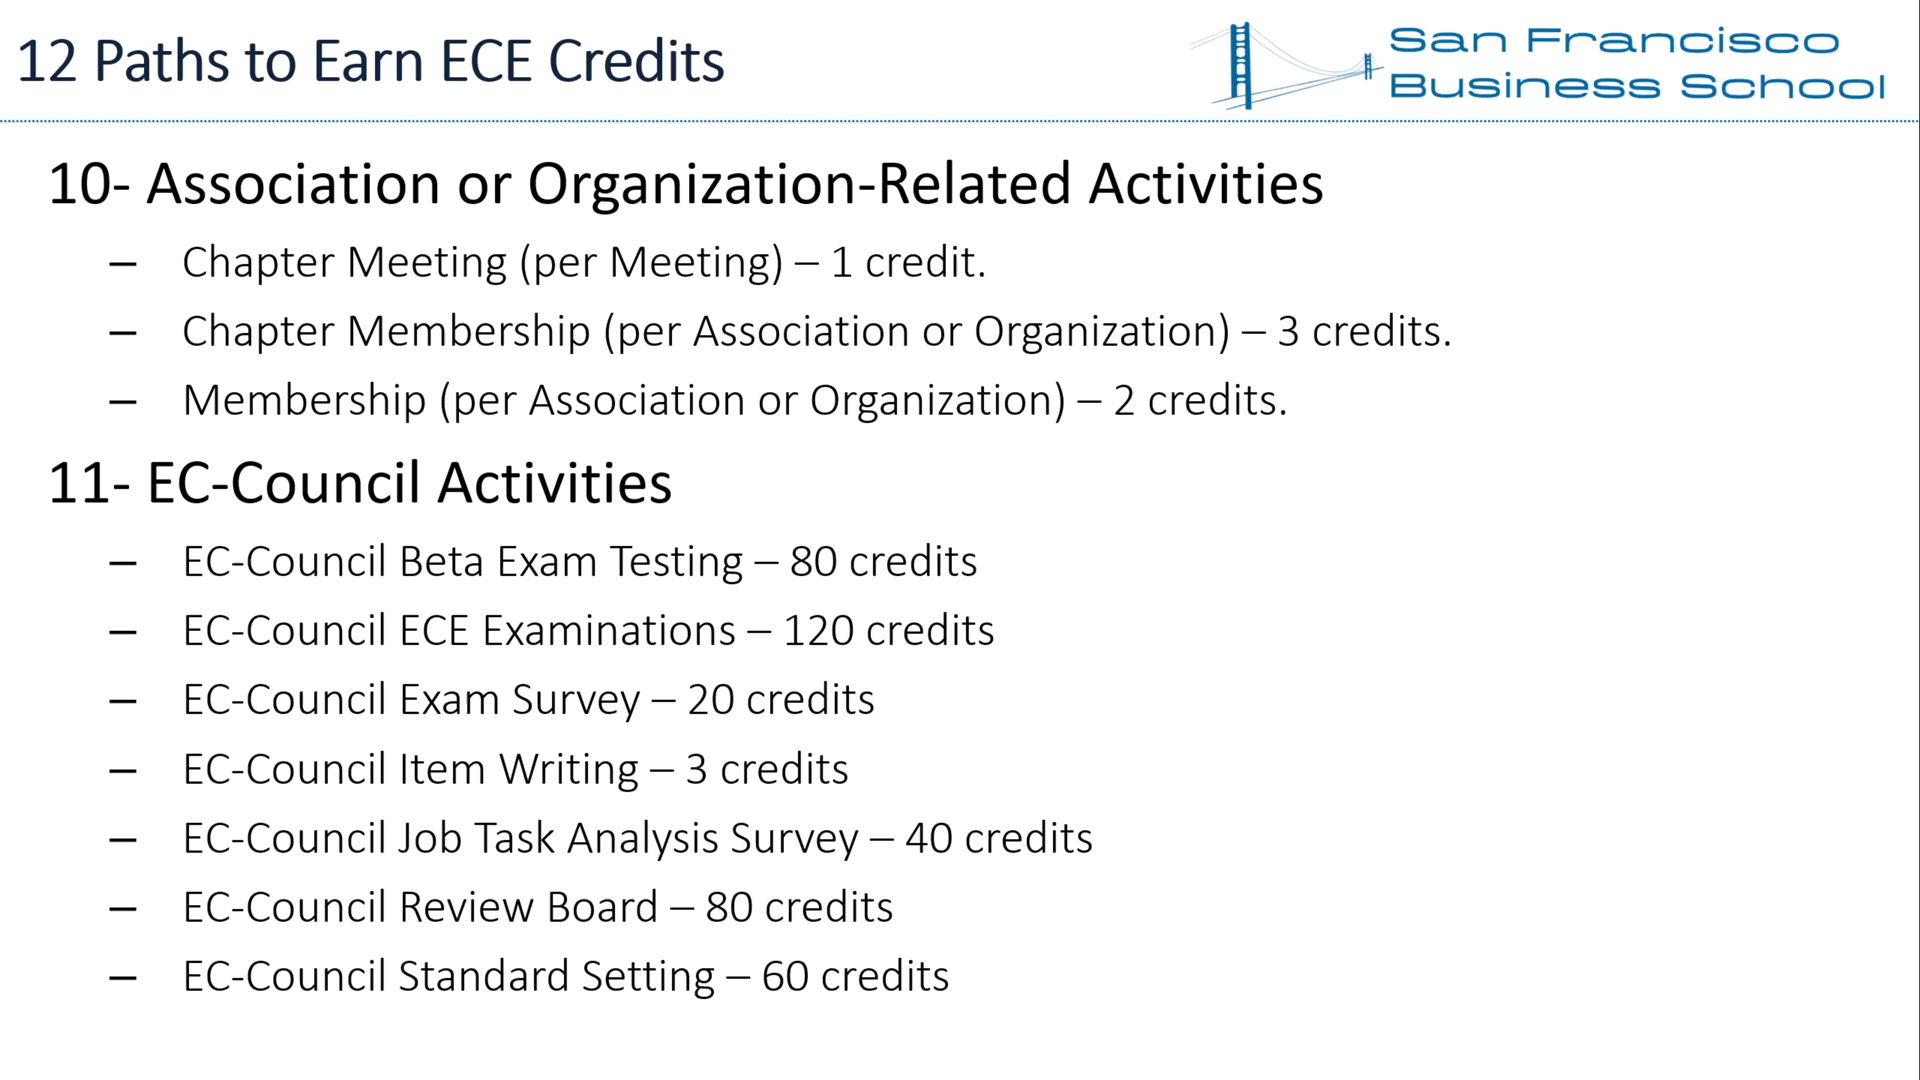 12 Paths to Earn ECE Credits
San Francisco
Business School
10- Association or Organization-Related Activities
– Chapter Meeting (per Meeting) – 1 credit.
– Chapter Membership (per Association or Organization) – 3 credits.
– Membership (per Association or Organization) – 2 credits.
11- EC-Council Activities
– EC-Council Beta Exam Testing – 80 credits
– EC-Council ECE Examinations – 120 credits
– EC-Council Exam Survey – 20 credits
– EC-Council Item Writing – 3 credits
– EC-Council Job Task Analysis Survey – 40 credits
– EC-Council Review Board – 80 credits
– EC-Council Standard Setting – 60 credits